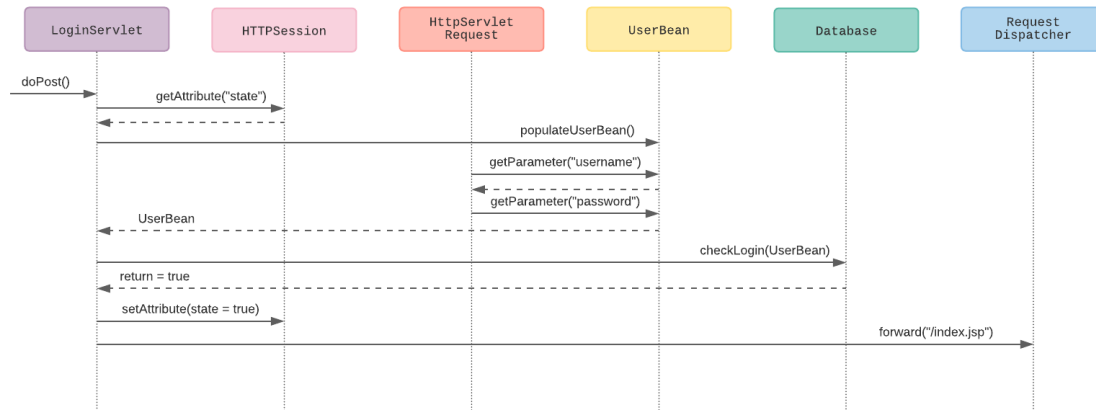 LoginServlet
HTTPSession
HttpServlet
Request
UserBean
Database
Request
Dispatcher
doPost()
getAttribute("state")
populateUserBean()
getParameter("username")
getParameter("password")
UserBean
checkLogin(UserBean)
return = true
setAttribute(state = true)
forward("/index.jsp")